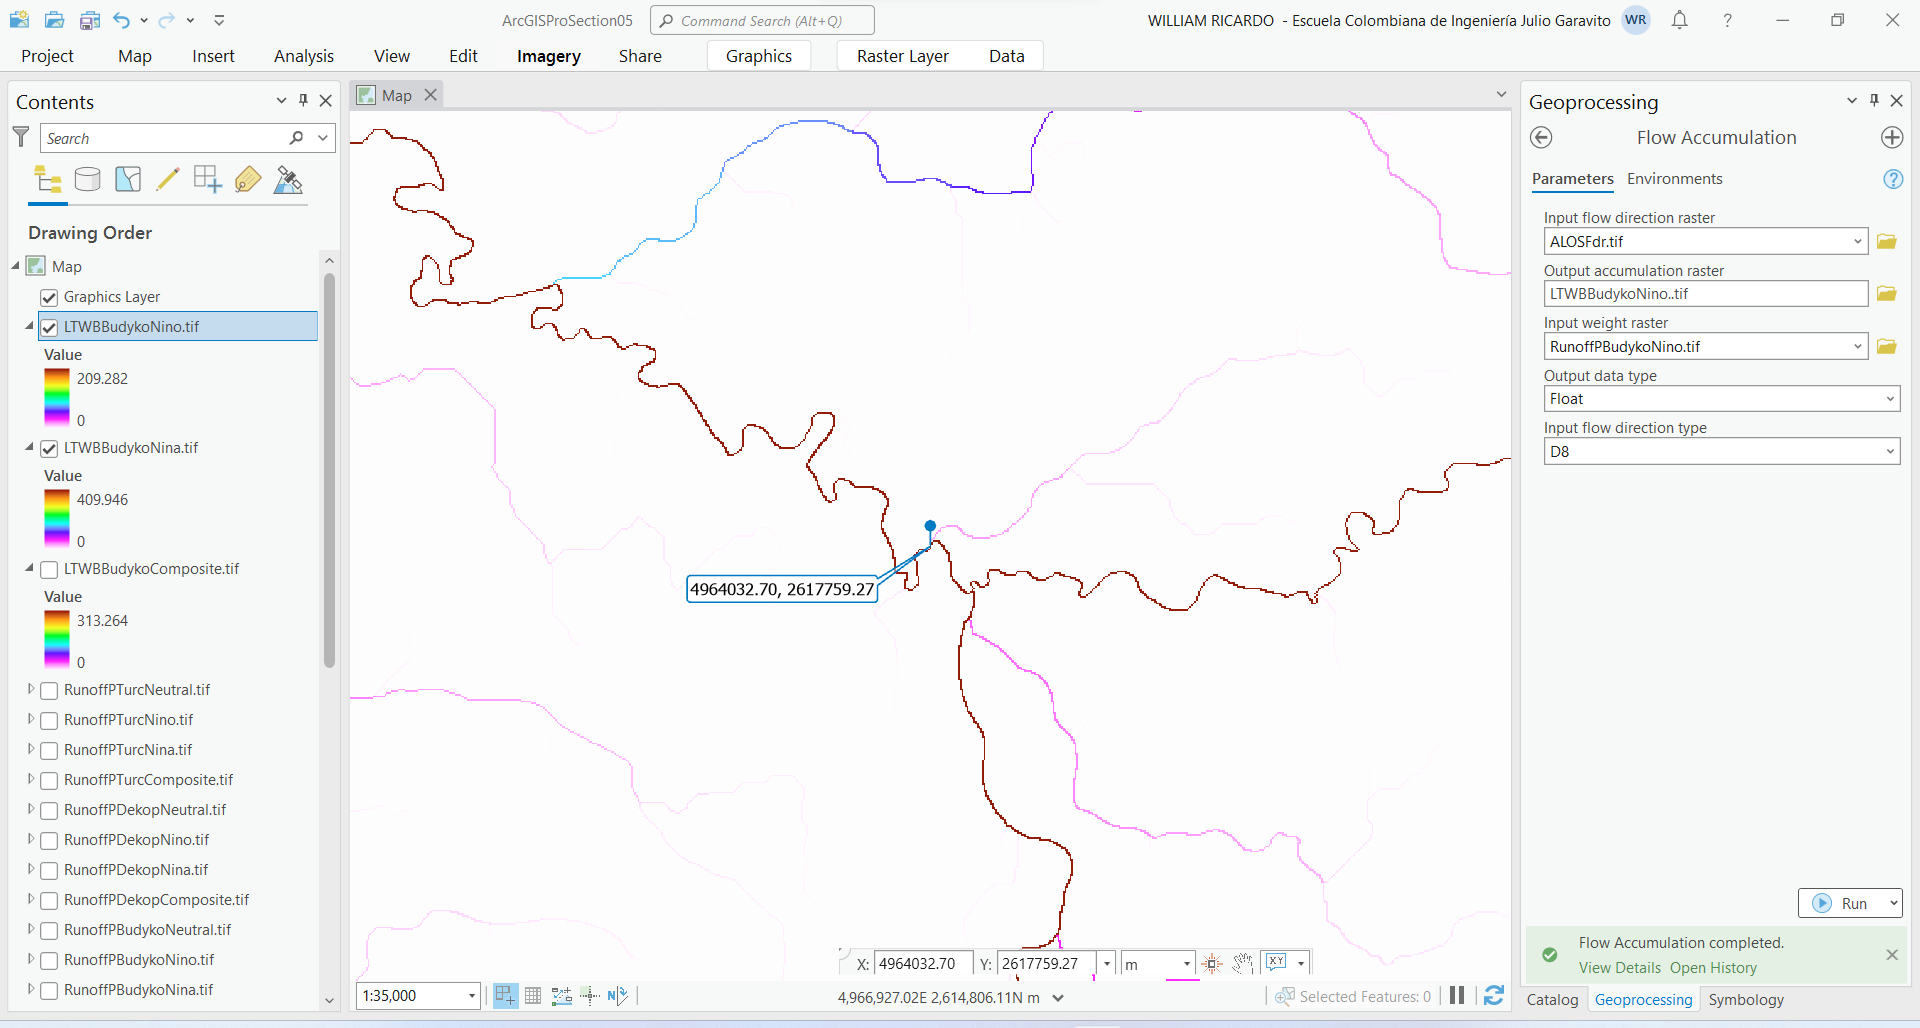 ArcGISProSection05
Command Search (Alt+Q)
WILLIAM RICARDO - Escuela Colombiana de Ingeniería Julio Garavito
WR
?
Project
Map
Insert
Analysis
View
Edit
Imagery
Share
Graphics
Raster Layer
Data
Contents
Search
Drawing Order
Map
Graphics Layer
LTWBBudykoNino.tif
Value
209.282
0
LTWBBudykoNina.tif
Value
409.946
0
LTWBBudykoComposite.tif
Value
313.264
0
RunoffPTurcNeutral.tif
RunoffPTurcNino.tif
RunoffPTurcNina.tif
RunoffPTurcComposite.tif
RunoffPDekopNeutral.tif
RunoffPDekopNino.tif
RunoffPDekopNina.tif
RunoffPDekopComposite.tif
RunoffPBudykoNeutral.tif
RunoffPBudykoNino.tif
RunoffPBudykoNina.tif
Map
4964032.70, 2617759.27
X: 4964032.70 Y: 2617759.27 m
XY
1:35,000
N
4,966,927.02E 2,614,806.11N m
Selected Features: 0
Geoprocessing
Flow Accumulation
Parameters Environments
?
Input flow direction raster
ALOSFdr.tif
Output accumulation raster
LTWBBudykoNino..tif
Input weight raster
RunoffPBudykoNino.tif
Output data type
Float
Input flow direction type
D8
Run
Flow Accumulation completed.
View Details Open History
Catalog Geoprocessing Symbology